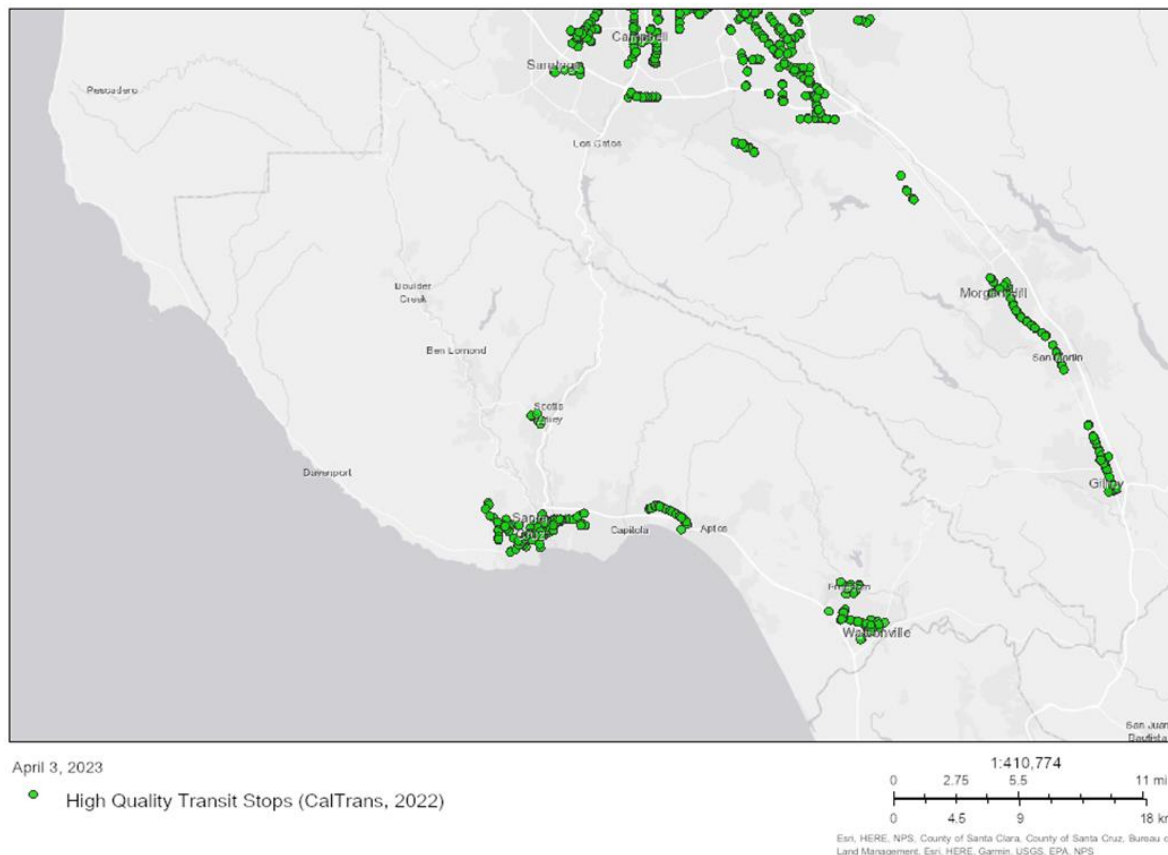 Campbell
Saratoga
Pescadero
Los Gatos
Boulder
Creek
Morgan Hill
Ben Lomond
San Martin
Scotts
Valley
Davenport
Gilroy
Santa
Cruz
Capitola
Aptos
Freedom
Watsonville
San Juan
Bautista
April 3, 2023
High Quality Transit Stops (CalTrans, 2022)
1:410,774
0 2.75 5.5 11 mi
0 4.5 9 18 km
Esri, HERE, NPS, County of Santa Clara, County of Santa Cruz, Bureau o
Land Management, Esri, HERE, Garmin, USGS, EPA, NPS